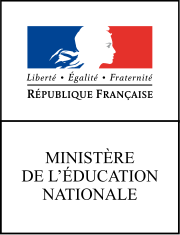 Liberté • Égalité • Fraternité
RÉPUBLIQUE FRANÇAISE
MINISTÈRE
DE L'ÉDUCATION
NATIONALE